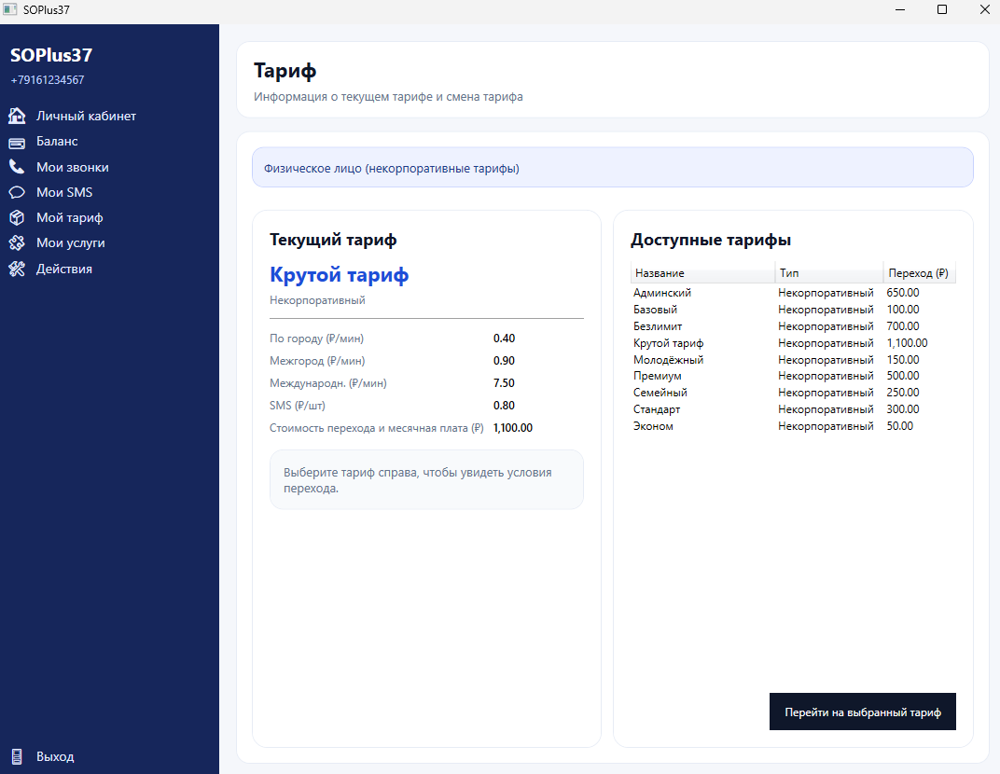 SOPlus37
SOPlus37
+79161234567
Личный кабинет
Баланс
Мои звонки
Мои SMS
Мой тариф
Мои услуги
Действия
Выход
Тариф
Информация о текущем тарифе и смена тарифа
Физическое лицо (некорпоративные тарифы)
Текущий тариф
Крутой тариф
Некорпоративный
По городу (₽/мин) 0.40
Межгород (₽/мин) 0.90
Международн. (₽/мин) 7.50
SMS (₽/шт) 0.80
Стоимость перехода и месячная плата (₽) 1,100.00
Выберите тариф справа, чтобы увидеть условия
перехода.
Доступные тарифы
Название Тип Переход (₽)
Админский Некорпоративный 650.00
Базовый Некорпоративный 100.00
Безлимит Некорпоративный 700.00
Крутой тариф Некорпоративный 1,100.00
Молодёжный Некорпоративный 150.00
Премиум Некорпоративный 500.00
Семейный Некорпоративный 250.00
Стандарт Некорпоративный 300.00
Эконом Некорпоративный 50.00
Перейти на выбранный тариф